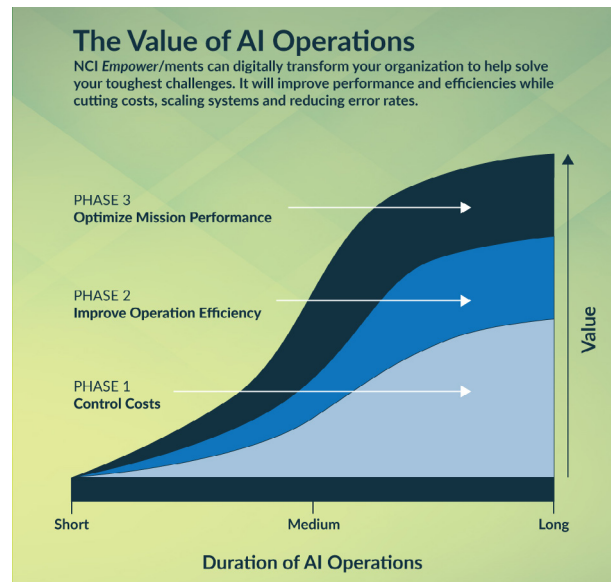 The Value of AI Operations
NCI Empower/ments can digitally transform your organization to help solve
your toughest challenges. It will improve performance and efficiencies while
cutting costs, scaling systems and reducing error rates.
PHASE 3
Optimize Mission Performance
PHASE 2
Improve Operation Efficiency
PHASE 1
Control Costs
Value
Short
Medium
Long
Duration of AI Operations